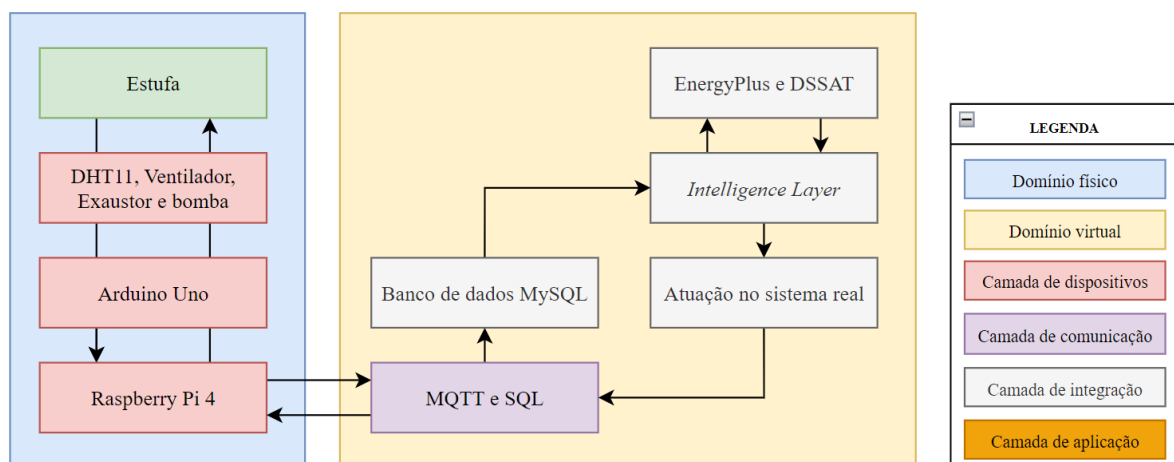 Estufa
DHT11, Ventilador,
Exaustor e bomba
Arduino Uno
Raspberry Pi 4
EnergyPlus e DSSAT
Intelligence Layer
Banco de dados MySQL
Atuação no sistema real
MQTT e SQL
LEGENDA
Domínio físico
Domínio virtual
Camada de dispositivos
Camada de comunicação
Camada de integração
Camada de aplicação